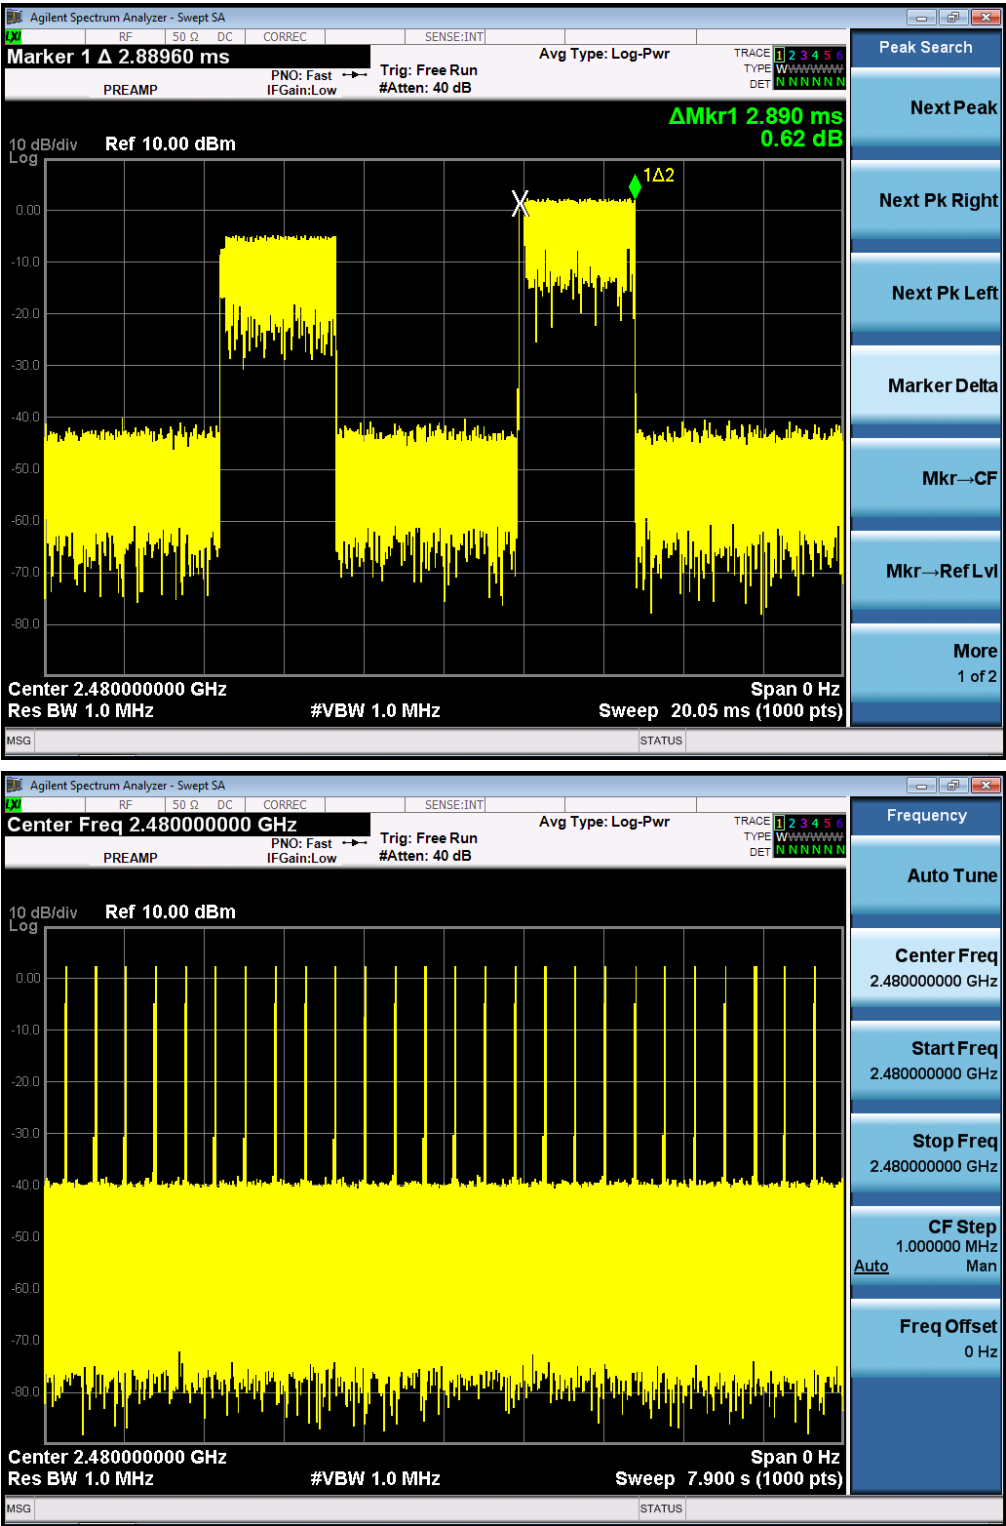 Agilent Spectrum Analyzer - Swept SA
LXI RF 50 Ω DC CORREC SENSE:INT
Marker 1 Δ 2.88960 ms
PREAMP
PNO: Fast
IFGain:Low
Trig: Free Run
#Atten: 40 dB
Avg Type: Log-Pwr
TRACE 1 2 3 4 5 6
TYPE WWWWWW
DET N N N N N N
ΔMkr1 2.890 ms
0.62 dB
10 dB/div Ref 10.00 dBm
Log
1Δ2
0.00
-10.0
-20.0
-30.0
-40.0
-50.0
-60.0
-70.0
-80.0
Center 2.480000000 GHz Span 0 Hz
Res BW 1.0 MHz #VBW 1.0 MHz Sweep 20.05 ms (1000 pts)
MSG STATUS
Peak Search
Next Peak
Next Pk Right
Next Pk Left
Marker Delta
Mkr→CF
Mkr→Ref Lvl
More
1 of 2
Agilent Spectrum Analyzer - Swept SA
LXI RF 50 Ω DC CORREC SENSE:INT
Center Freq 2.480000000 GHz
PREAMP
PNO: Fast
IFGain:Low
Trig: Free Run
#Atten: 40 dB
Avg Type: Log-Pwr
TRACE 1 2 3 4 5 6
TYPE WWWWWW
DET N N N N N N
10 dB/div Ref 10.00 dBm
Log
0.00
-10.0
-20.0
-30.0
-40.0
-50.0
-60.0
-70.0
-80.0
Center 2.480000000 GHz Span 0 Hz
Res BW 1.0 MHz #VBW 1.0 MHz Sweep 7.900 s (1000 pts)
MSG STATUS
Frequency
Auto Tune
Center Freq
2.480000000 GHz
Start Freq
2.480000000 GHz
Stop Freq
2.480000000 GHz
CF Step
1.000000 MHz
Auto Man
Freq Offset
0 Hz